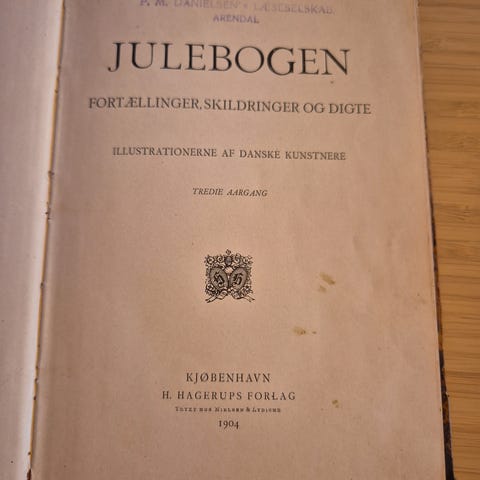 P. M. DANIELSEN'S LÆSESELSKAB.
ARENDAL
JULEBOGEN
FORTÆLLINGER, SKILDRINGER OG DIGTE
ILLUSTRATIONERNE AF DANSKE KUNSTNERE
TREDIE AARGANG
KJØBENHAVN
H. HAGERUPS FORLAG
TRYKT HOS NIELSEN & LYDICHE
1904